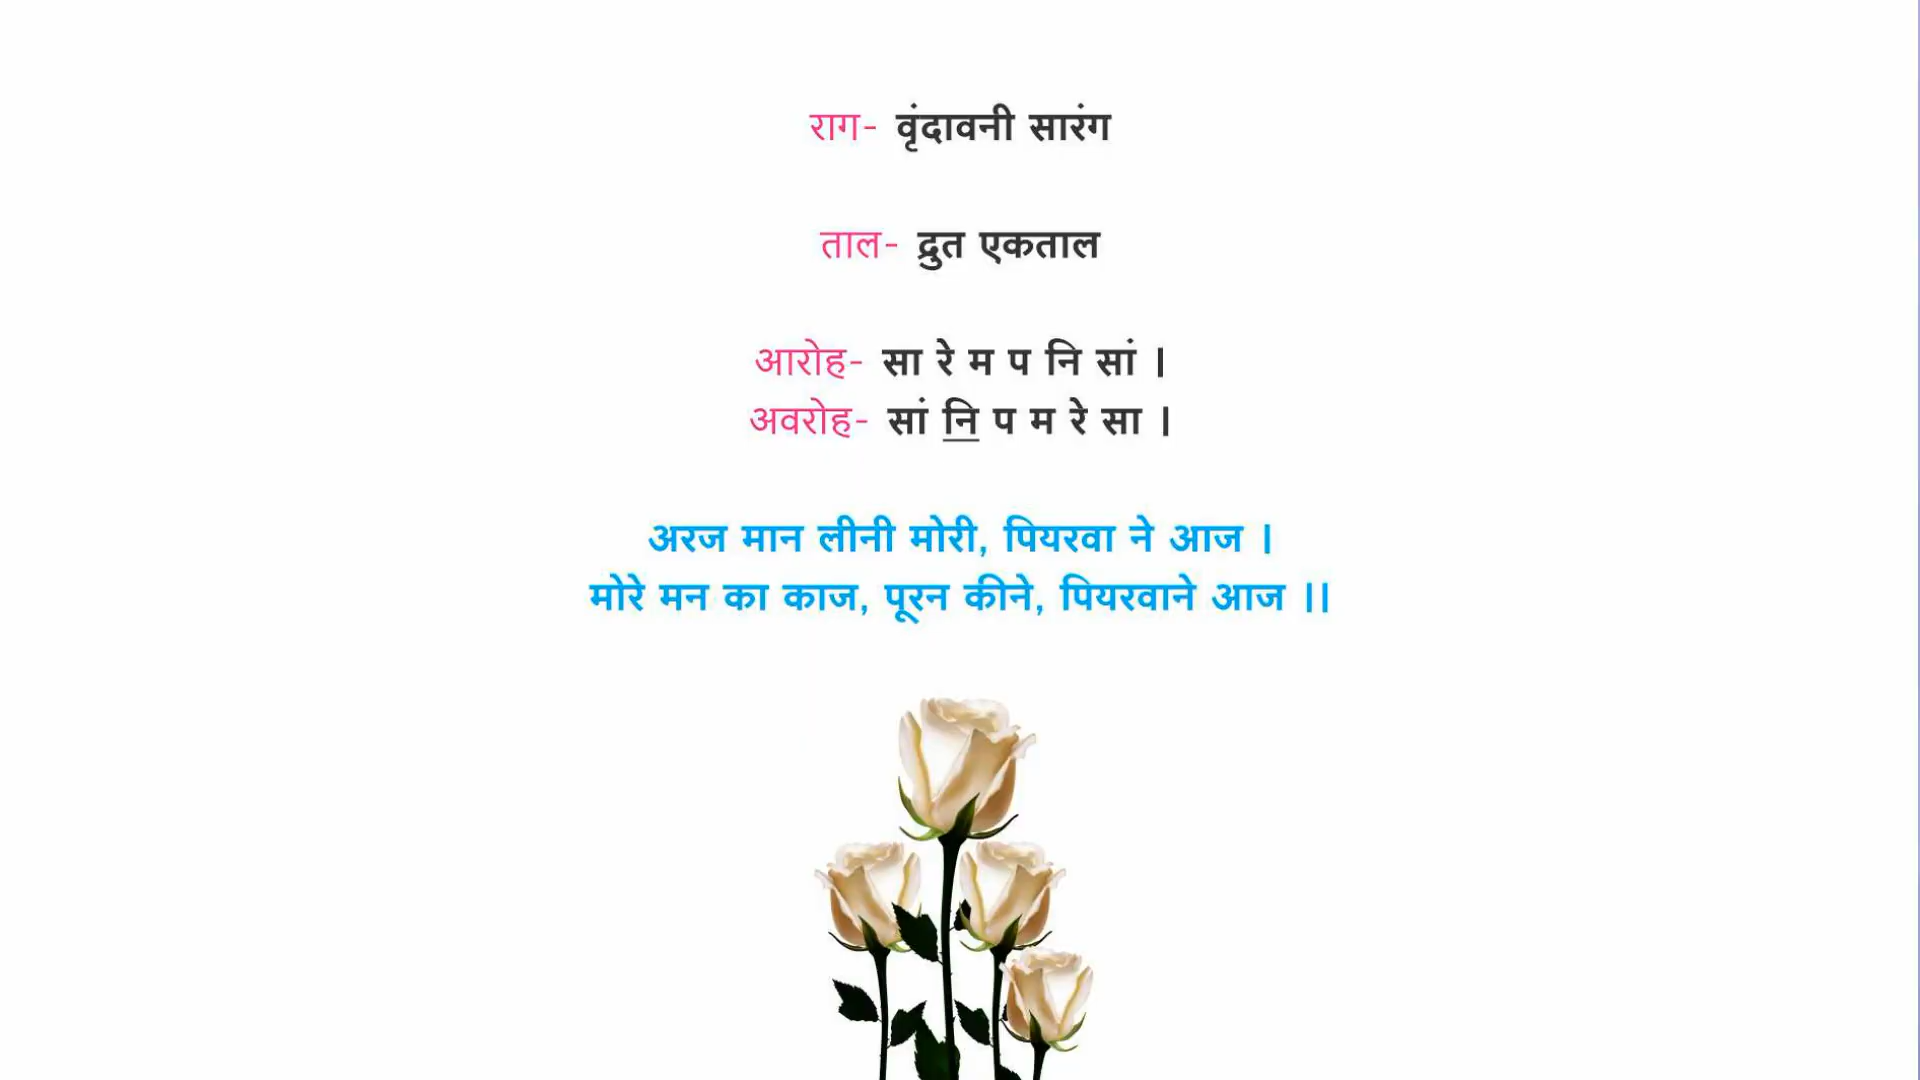 राग- वृंदावनी सारंग
ताल- द्रुत एकताल
आरोह- सा रे म प नि सां ।
अवरोह- सां नि प म रे सा ।
अरज मान लीनी मोरी, पियरवा ने आज ।
मोरे मन का काज, पूरन कीने, पियरवाने आज ।।